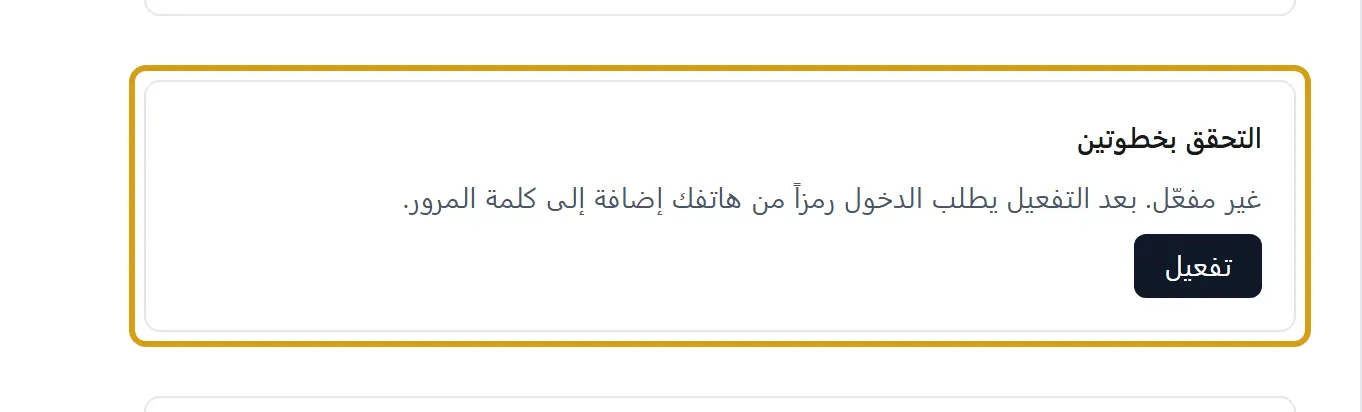 التحقق بخطوتين
غير مفعّل. بعد التفعيل يطلب الدخول رمزاً من هاتفك إضافة إلى كلمة المرور.
تفعيل